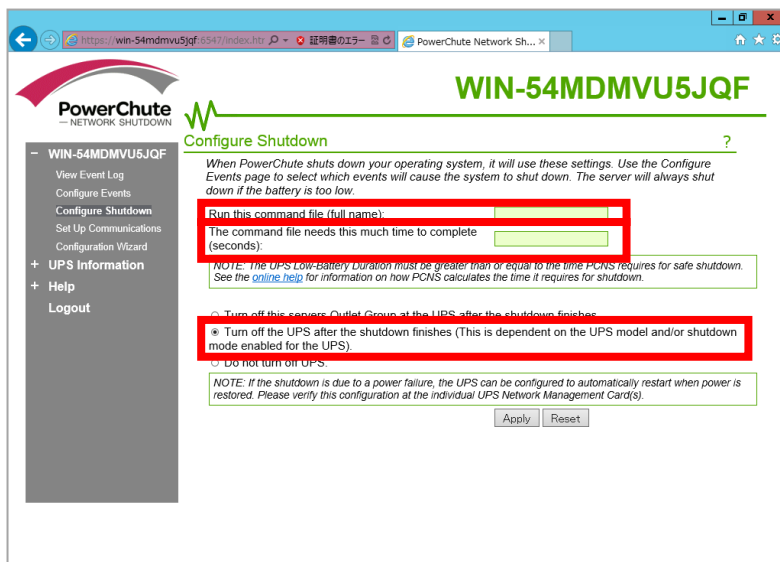 https://win-54mdmvu5jqf:6547/index.htr
証明書のエラー
PowerChute Network Sh...
WIN-54MDMVU5JQF
PowerChute
NETWORK SHUTDOWN
Configure Shutdown ?
− WIN-54MDMVU5JQF
View Event Log
Configure Events
Configure Shutdown
Set Up Communications
Configuration Wizard
+ UPS Information
+ Help
Logout
When PowerChute shuts down your operating system, it will use these settings. Use the Configure
Events page to select which events will cause the system to shut down. The server will always shut
down if the battery is too low.
Run this command file (full name):
The command file needs this much time to complete
(seconds):
NOTE: The UPS Low-Battery Duration must be greater than or equal to the time PCNS requires for safe shutdown.
See the online help for information on how PCNS calculates the time it requires for shutdown.
Turn off this servers Outlet Group at the UPS after the shutdown finishes
Turn off the UPS after the shutdown finishes (This is dependent on the UPS model and/or shutdown
mode enabled for the UPS).
Do not turn off UPS.
NOTE: If the shutdown is due to a power failure, the UPS can be configured to automatically restart when power is
restored. Please verify this configuration at the individual UPS Network Management Card(s).
Apply Reset